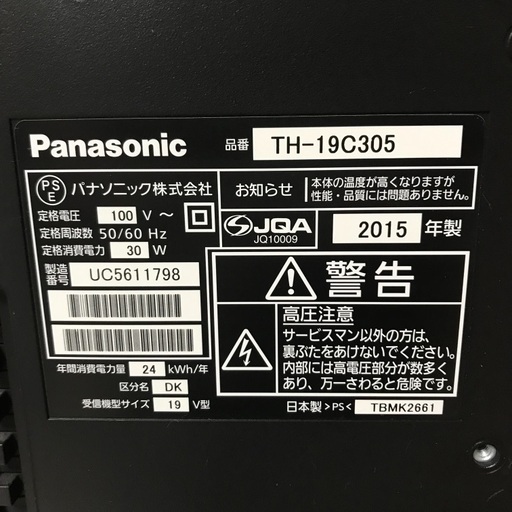 Panasonic
品番 TH-19C305
PSE パナソニック株式会社
お知らせ
本体の温度が高くなりますが
性能・品質には問題ありません。
定格電圧 100 V ～
定格周波数 50/60 Hz
定格消費電力 30 W
JQA
JQ10009
2015 年製
製造番号 UC5611798
警告
高圧注意
サービスマン以外の方は、
裏ぶたをあけないでください。
内部には高電圧部分が数多く
あり、万一さわると危険です。
年間消費電力量 24 kWh/年
区分名 DK
受信機型サイズ 19 V型
日本製 >PS< TBMK2661